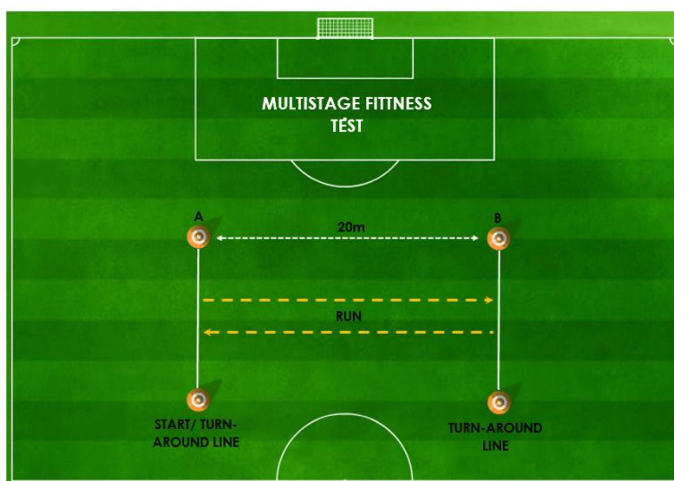 MULTISTAGE FITTNESS
TEST
A
B
20m
RUN
START/ TURN-
AROUND LINE
TURN-AROUND
LINE